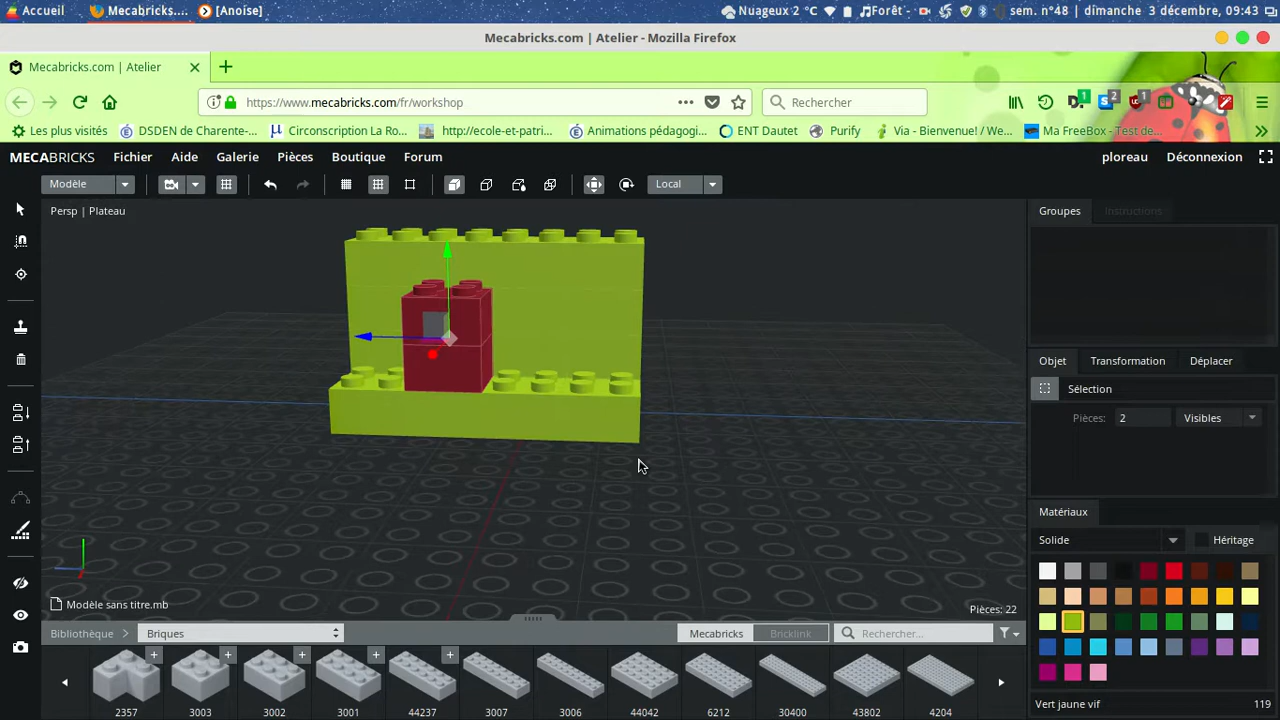 Accueil Mecabricks.... [Anoise] Nuageux 2 °C Forêt sem. n°48 | dimanche 3 décembre, 09:43
Mecabricks.com | Atelier - Mozilla Firefox
Mecabricks.com | Atelier
https://www.mecabricks.com/fr/workshop Rechercher 1 2 1
Les plus visités DSDEN de Charente-... Circonscription La Ro... http://ecole-et-patri... Animations pédagogi... ENT Dautet Purify Via - Bienvenue! / We... Ma FreeBox - Test de...
MECABRICKS Fichier Aide Galerie Pièces Boutique Forum ploreau Déconnexion
Modèle Local
Persp | Plateau Groupes Instructions
Objet Transformation Déplacer
Sélection
Pièces: 2 Visibles
Matériaux
Solide Héritage
Modèle sans titre.mb Pièces: 22
Bibliothèque Briques Mecabricks Bricklink Rechercher...
2357 3003 3002 3001 44237 3007 3006 44042 6212 30400 43802 4204
Vert jaune vif 119